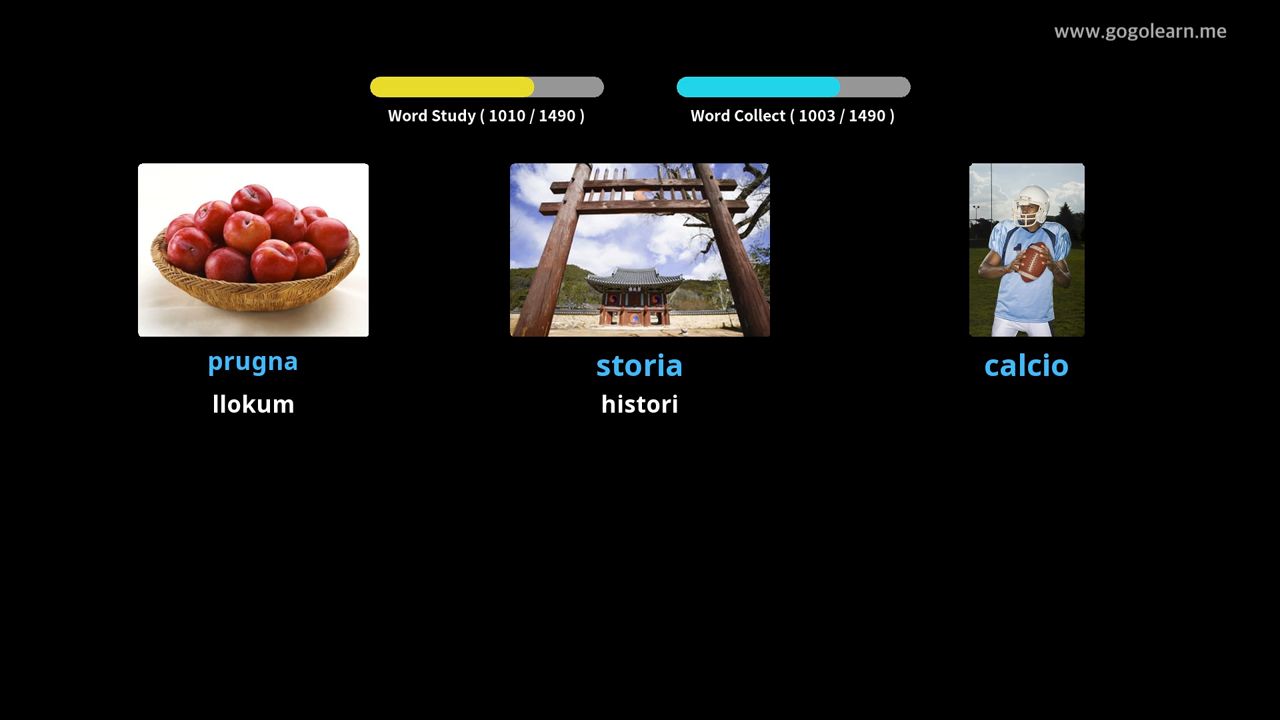 www.gogolearn.me
Word Study ( 1010 / 1490 )
Word Collect ( 1003 / 1490 )
prugna
llokum
storia
histori
calcio